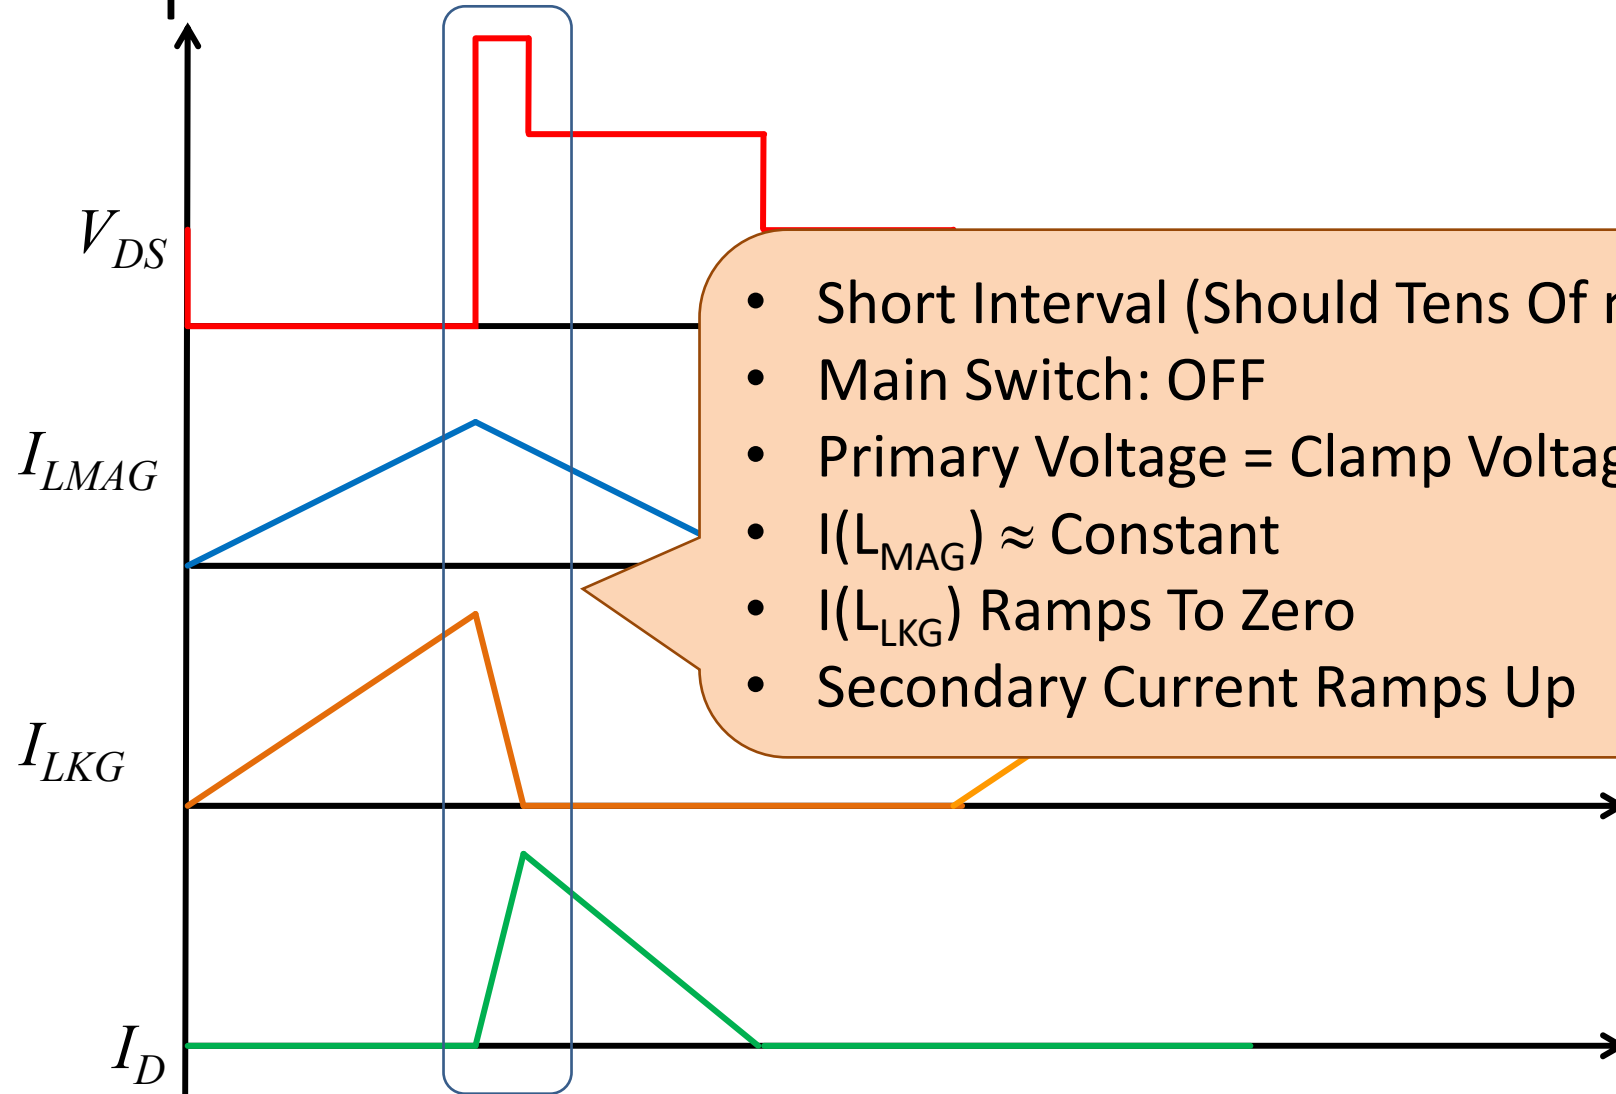 V_DS
I_LMAG
I_LKG
I_D
• Short Interval (Should Tens Of
• Main Switch: OFF
• Primary Voltage = Clamp
• I(L_MAG) ≈ Constant
• I(L_LKG) Ramps To Zero
• Secondary Current Ramps Up